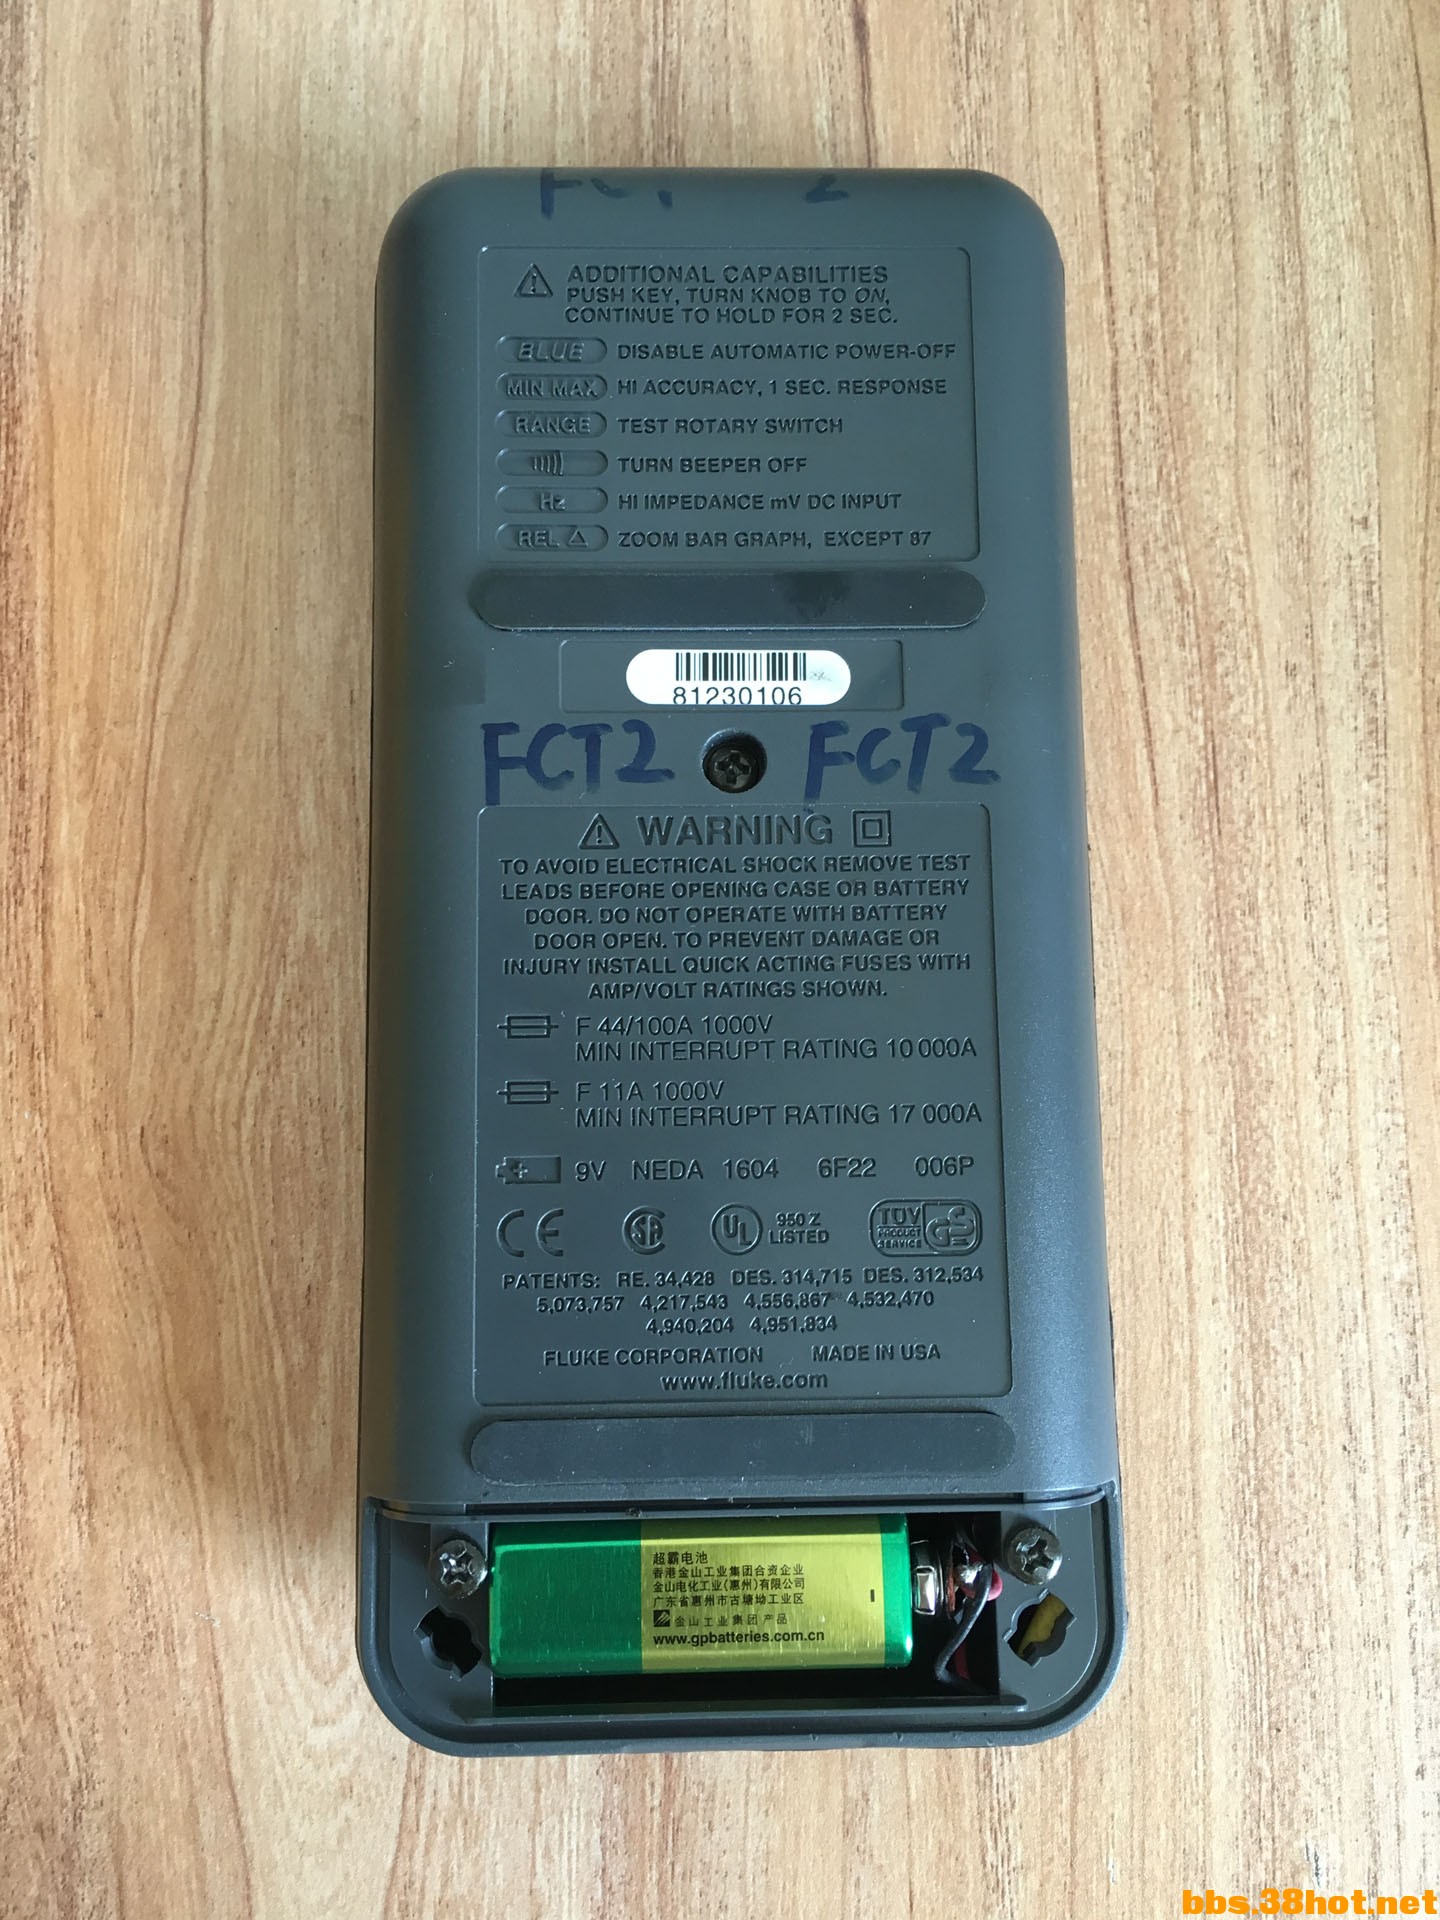 FCT 2
ADDITIONAL CAPABILITIES
PUSH KEY, TURN KNOB TO ON,
CONTINUE TO HOLD FOR 2 SEC.
BLUE DISABLE AUTOMATIC POWER-OFF
MIN MAX HI ACCURACY, 1 SEC. RESPONSE
RANGE TEST ROTARY SWITCH
TURN BEEPER OFF
Hz HI IMPEDANCE mV DC INPUT
REL △ ZOOM BAR GRAPH, EXCEPT 87
81230106
FCT2 FCT2
WARNING
TO AVOID ELECTRICAL SHOCK REMOVE TEST
LEADS BEFORE OPENING CASE OR BATTERY
DOOR. DO NOT OPERATE WITH BATTERY
DOOR OPEN. TO PREVENT DAMAGE OR
INJURY INSTALL QUICK ACTING FUSES WITH
AMP/VOLT RATINGS SHOWN.
F 44/100A 1000V
MIN INTERRUPT RATING 10 000A
F 11A 1000V
MIN INTERRUPT RATING 17 000A
9V NEDA 1604 6F22 006P
CE SA UL 950 Z LISTED TÜV PRODUCT SERVICE GS
PATENTS: RE. 34,428 DES. 314,715 DES. 312,534
5,073,757 4,217,543 4,556,867 4,532,470
4,940,204 4,951,834
FLUKE CORPORATION MADE IN USA
www.fluke.com
超霸电池
香港金山工业集团合资企业
金山电化工业(惠州)有限公司
广东省惠州市古塘坳工业区
金山工业集团产品
www.gpbatteries.com.cn
bbs.38hot.net